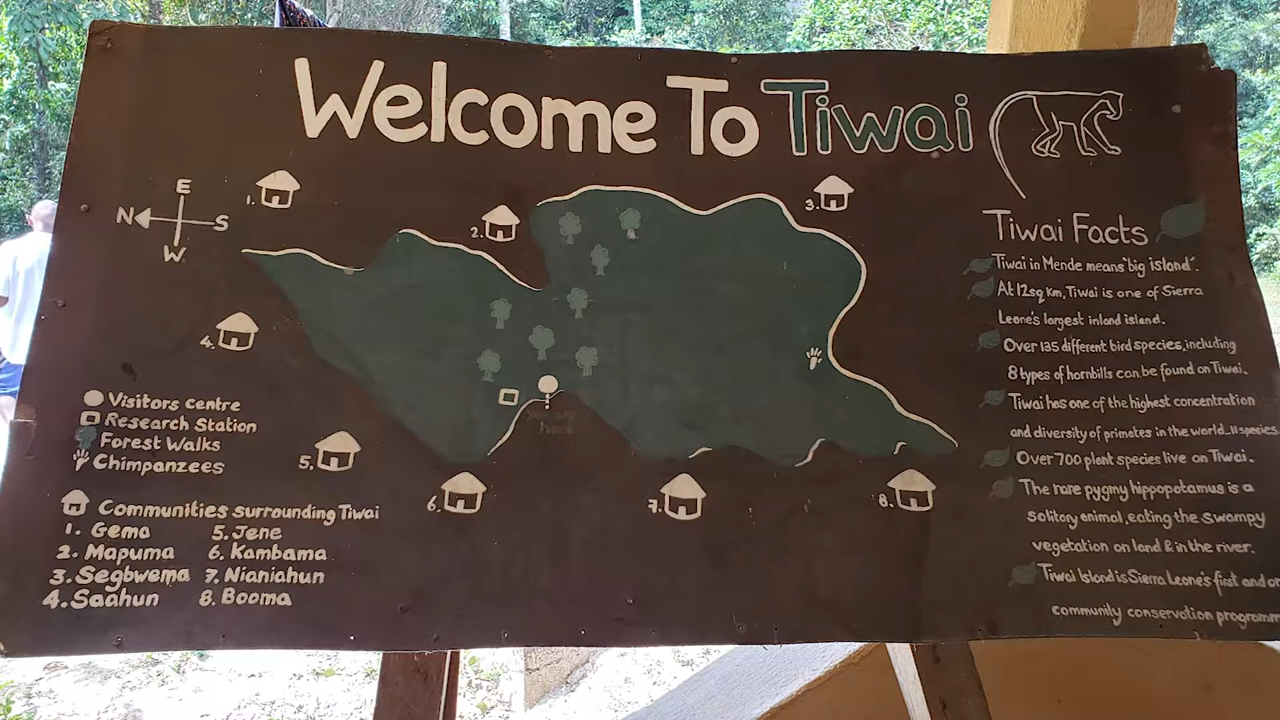 Welcome To Tiwai
E
N S
W
1.
2.
3.
4.
5.
6.
7.
8.
Visitors centre
Research Station
Forest Walks
Chimpanzees
Communities surrounding Tiwai
1. Gema 5. Jene
2. Mapuma 6. Kambama
3. Segbwema 7. Nianiahun
4. Saahun 8. Booma
Tiwai Facts
Tiwai in Mende means "big island".
At 12sq km, Tiwai is one of Sierra
Leone's largest inland island.
Over 135 different bird species, including
8 types of hornbills can be found on Tiwai.
Tiwai has one of the highest concentration
and diversity of primates in the world...11 species
Over 700 plant species live on Tiwai.
The rare pygmy hippopotamus is a
solitary animal, eating the swampy
vegetation on land & in the river.
Tiwai Island is Sierra Leone's first and
community conservation